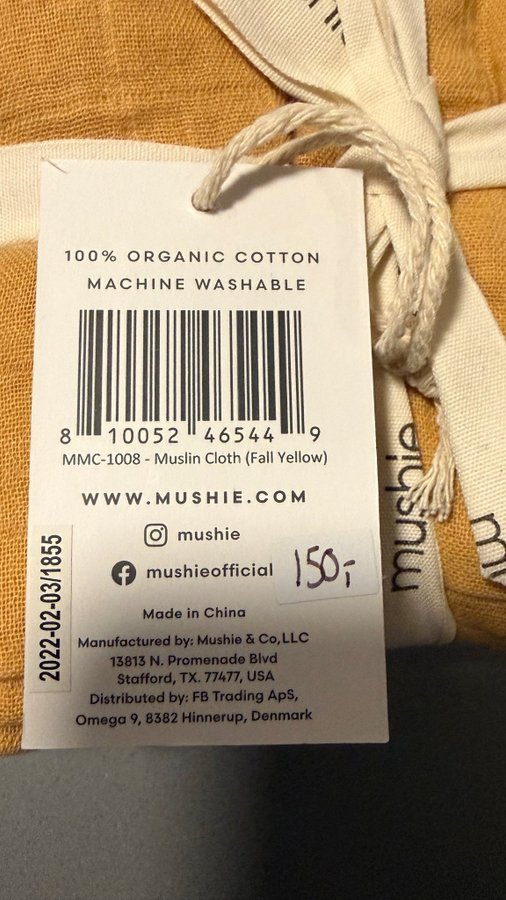 100% ORGANIC COTTON
MACHINE WASHABLE
8 10052 46544 9
MMC-1008 - Muslin Cloth (Fall Yellow)
WWW.MUSHIE.COM
mushie
mushieofficial
150,-
Made in China
Manufactured by: Mushie & Co,LLC
13813 N. Promenade Blvd
Stafford, TX. 77477, USA
Distributed by: FB Trading ApS,
Omega 9, 8382 Hinnerup, Denmark
2022-02-03/1855
mushie